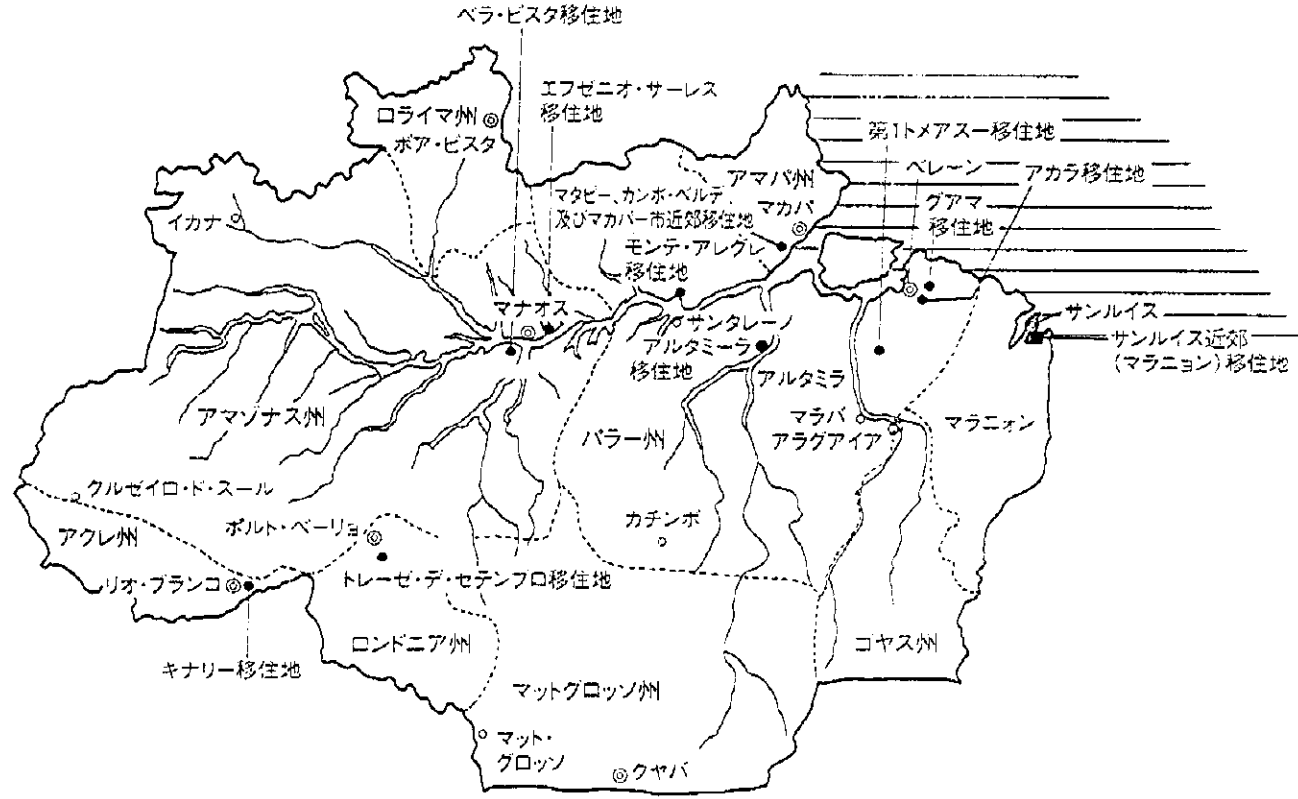 ベラ・ビスタ移住地
エフゼニオ・サーレス
移住地
ロライマ州
ボア・ビスタ
第1トメアスー移住地
ベレーン
アカラ移住地
アマパ州
マタピー、カンポ・ベルデ、
及びマカパー市近郊移住地
マカパ
グアマ
移住地
イカナ
モンテ・アレグレ
移住地
マナオス
サンタレーノ
サンルイス
サンルイス近郊
(マラニョン)移住地
アルタミーラ
移住地
アルタミラ
アマゾナス州
パラー州
マラバ
アラグアイア
マラニォン
クルゼイロ・ド・スール
アクレ州
ポルト・ベーリョ
カチンボ
リオ・ブランコ
トレーゼ・デ・セテンブロ移住地
キナリー移住地
ロンドニア州
ゴヤス州
マットグロッソ州
マット・
グロッソ
クヤバ